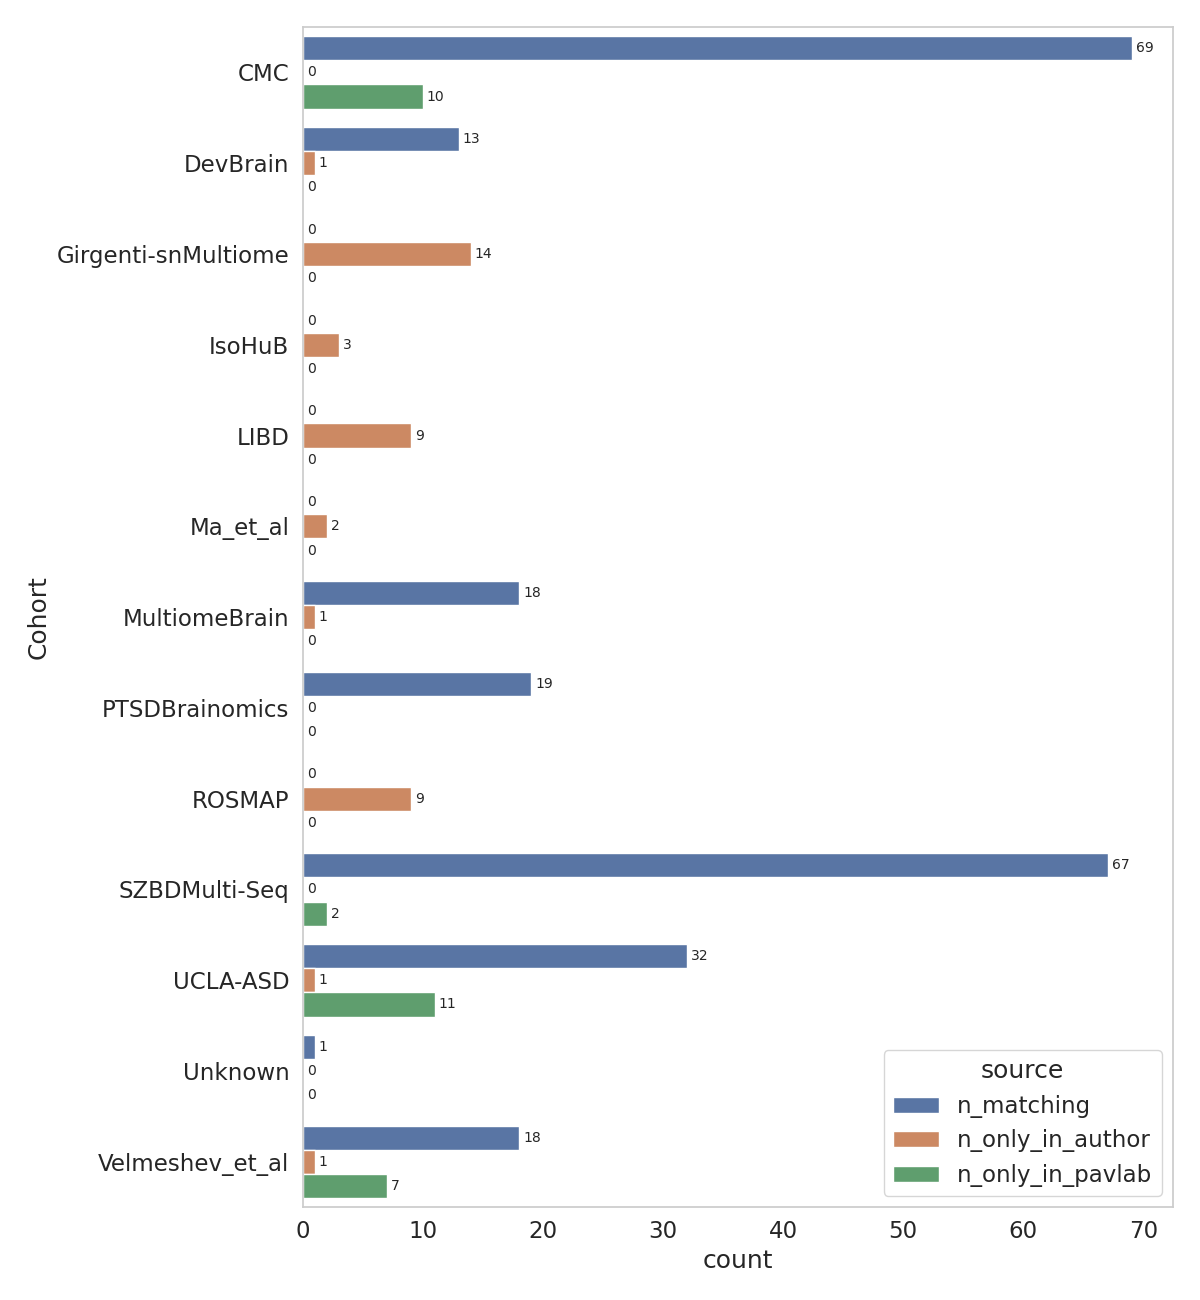 CMC
69
0
10
DevBrain
13
1
0
Girgenti-snMultiome
0
14
0
IsoHuB
0
3
0
LIBD
0
9
0
Ma_et_al
0
2
0
MultiomeBrain
18
1
0
PTSDBrainomics
19
0
0
ROSMAP
0
9
0
SZBDMulti-Seq
67
0
2
UCLA-ASD
32
1
11
Unknown
1
0
0
Velmeshev_et_al
18
1
7
Cohort
source
n_matching
n_only_in_author
n_only_in_pavlab
0 10 20 30 40 50 60 70
count